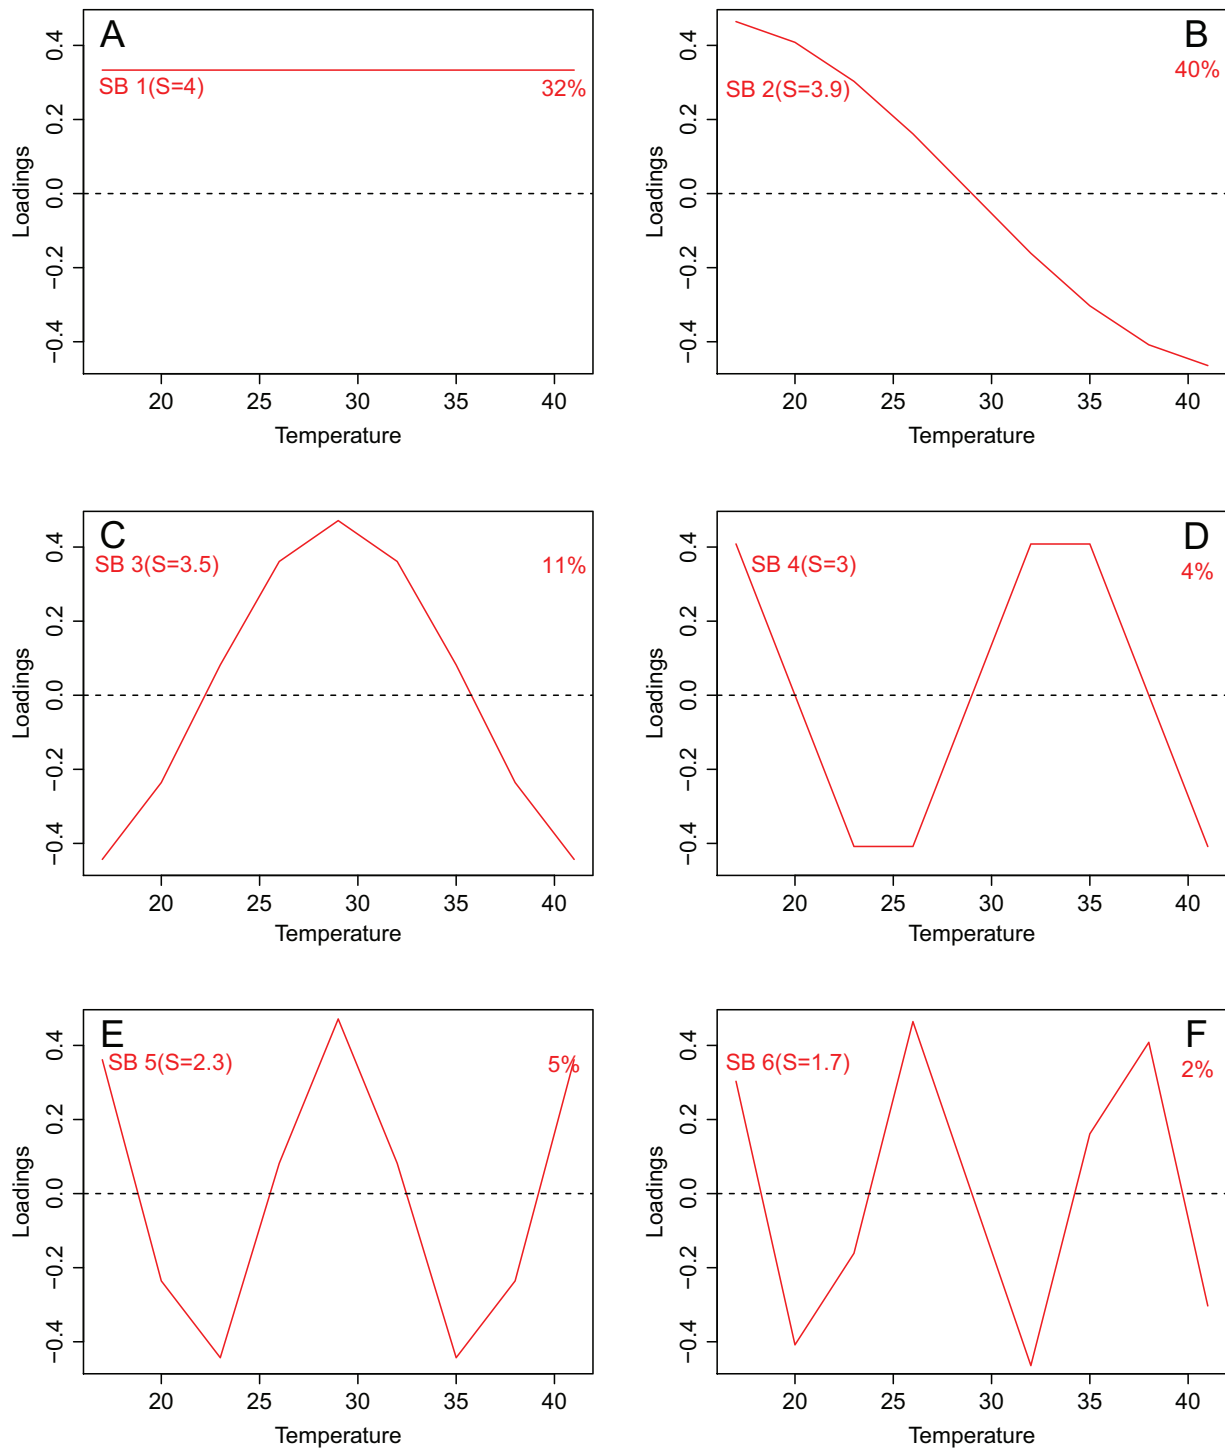 A
SB 1(S=4)
32%
0.4
0.2
0.0
−0.2
−0.4
Loadings
20 25 30 35 40
Temperature
B
40%
SB 2(S=3.9)
0.4
0.2
0.0
−0.2
−0.4
Loadings
20 25 30 35 40
Temperature
C
SB 3(S=3.5)
11%
0.4
0.2
0.0
−0.2
−0.4
Loadings
20 25 30 35 40
Temperature
D
SB 4(S=3)
4%
0.4
0.2
0.0
−0.2
−0.4
Loadings
20 25 30 35 40
Temperature
E
SB 5(S=2.3)
5%
0.4
0.2
0.0
−0.2
−0.4
Loadings
20 25 30 35 40
Temperature
F
SB 6(S=1.7)
2%
0.4
0.2
0.0
−0.2
−0.4
Loadings
20 25 30 35 40
Temperature